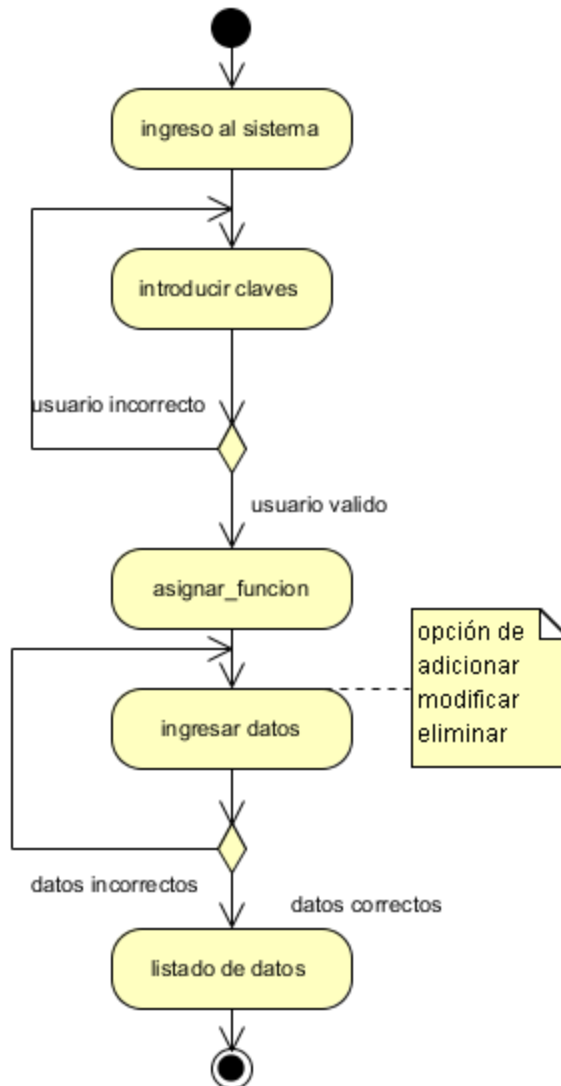 ingreso al sistema
introducir claves
usuario incorrecto
usuario valido
asignar_funcion
opción de
adicionar
modificar
eliminar
ingresar datos
datos incorrectos
datos correctos
listado de datos